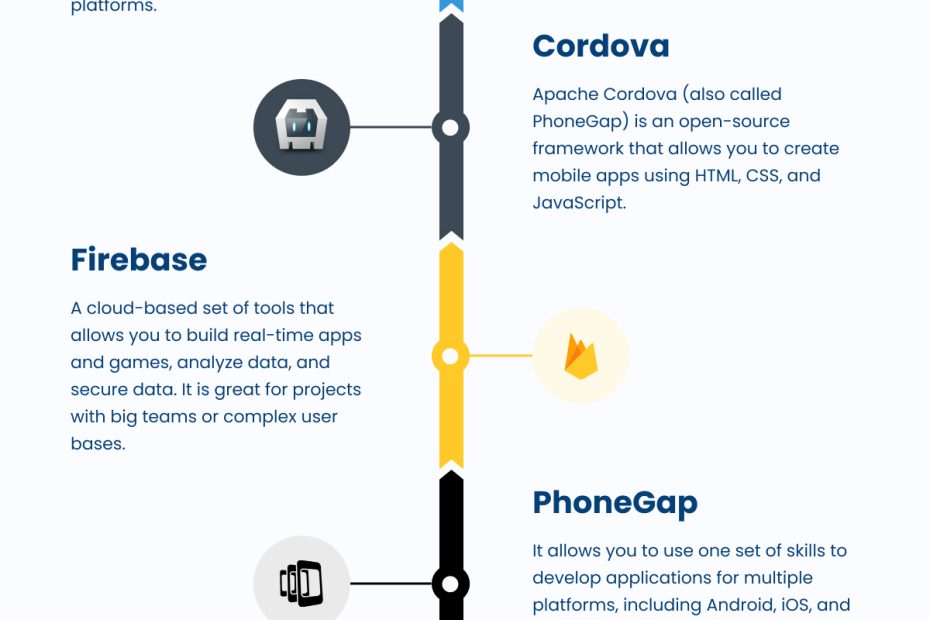 platforms.
Cordova
Apache Cordova (also called
PhoneGap) is an open-source
framework that allows you to create
mobile apps using HTML, CSS, and
JavaScript.
Firebase
A cloud-based set of tools that
allows you to build real-time apps
and games, analyze data, and
secure data. It is great for projects
with big teams or complex user
bases.
PhoneGap
It allows you to use one set of skills to
develop applications for multiple
platforms, including Android, iOS, and